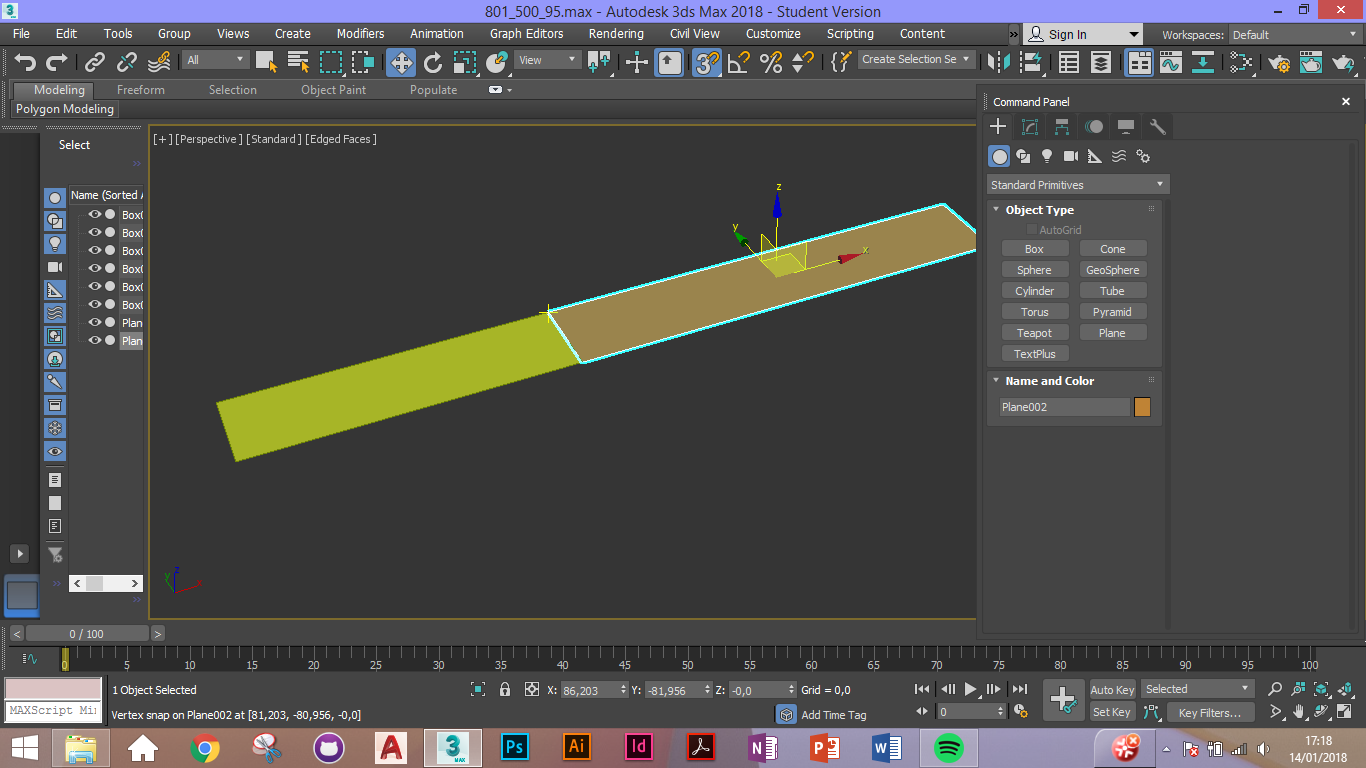 801_500_95.max - Autodesk 3ds Max 2018 - Student Version
MAX
File Edit Tools Group Views Create Modifiers Animation Graph Editors Rendering Civil View Customize Scripting Content » Sign In Workspaces: Default
All View Create Selection Se
Modeling Freeform Selection Object Paint Populate
Polygon Modeling
Command Panel
Select
[+] [Perspective] [Standard] [Edged Faces]
Name (Sorted A
Box0
Box0
Box0
Box0
Box0
Box0
Plan
Plan
z
y
x
z
y
Standard Primitives
Object Type
AutoGrid
Box Cone
Sphere GeoSphere
Cylinder Tube
Torus Pyramid
Teapot Plane
TextPlus
Name and Color
Plane002
< 0 / 100 >
0 5 10 15 20 25 30 35 40 45 50 55 60 65 70 75 80 85 90 95 100
1 Object Selected X: 86,203 Y: -81,956 Z: -0,0 Grid = 0,0 Auto Key Selected
MAXScript Mi
Vertex snap on Plane002 at [81,203, -80,956, -0,0] Add Time Tag 0 Set Key Key Filters...
A 3 MAX Ps Ai Id N P W
17:18
14/01/2018